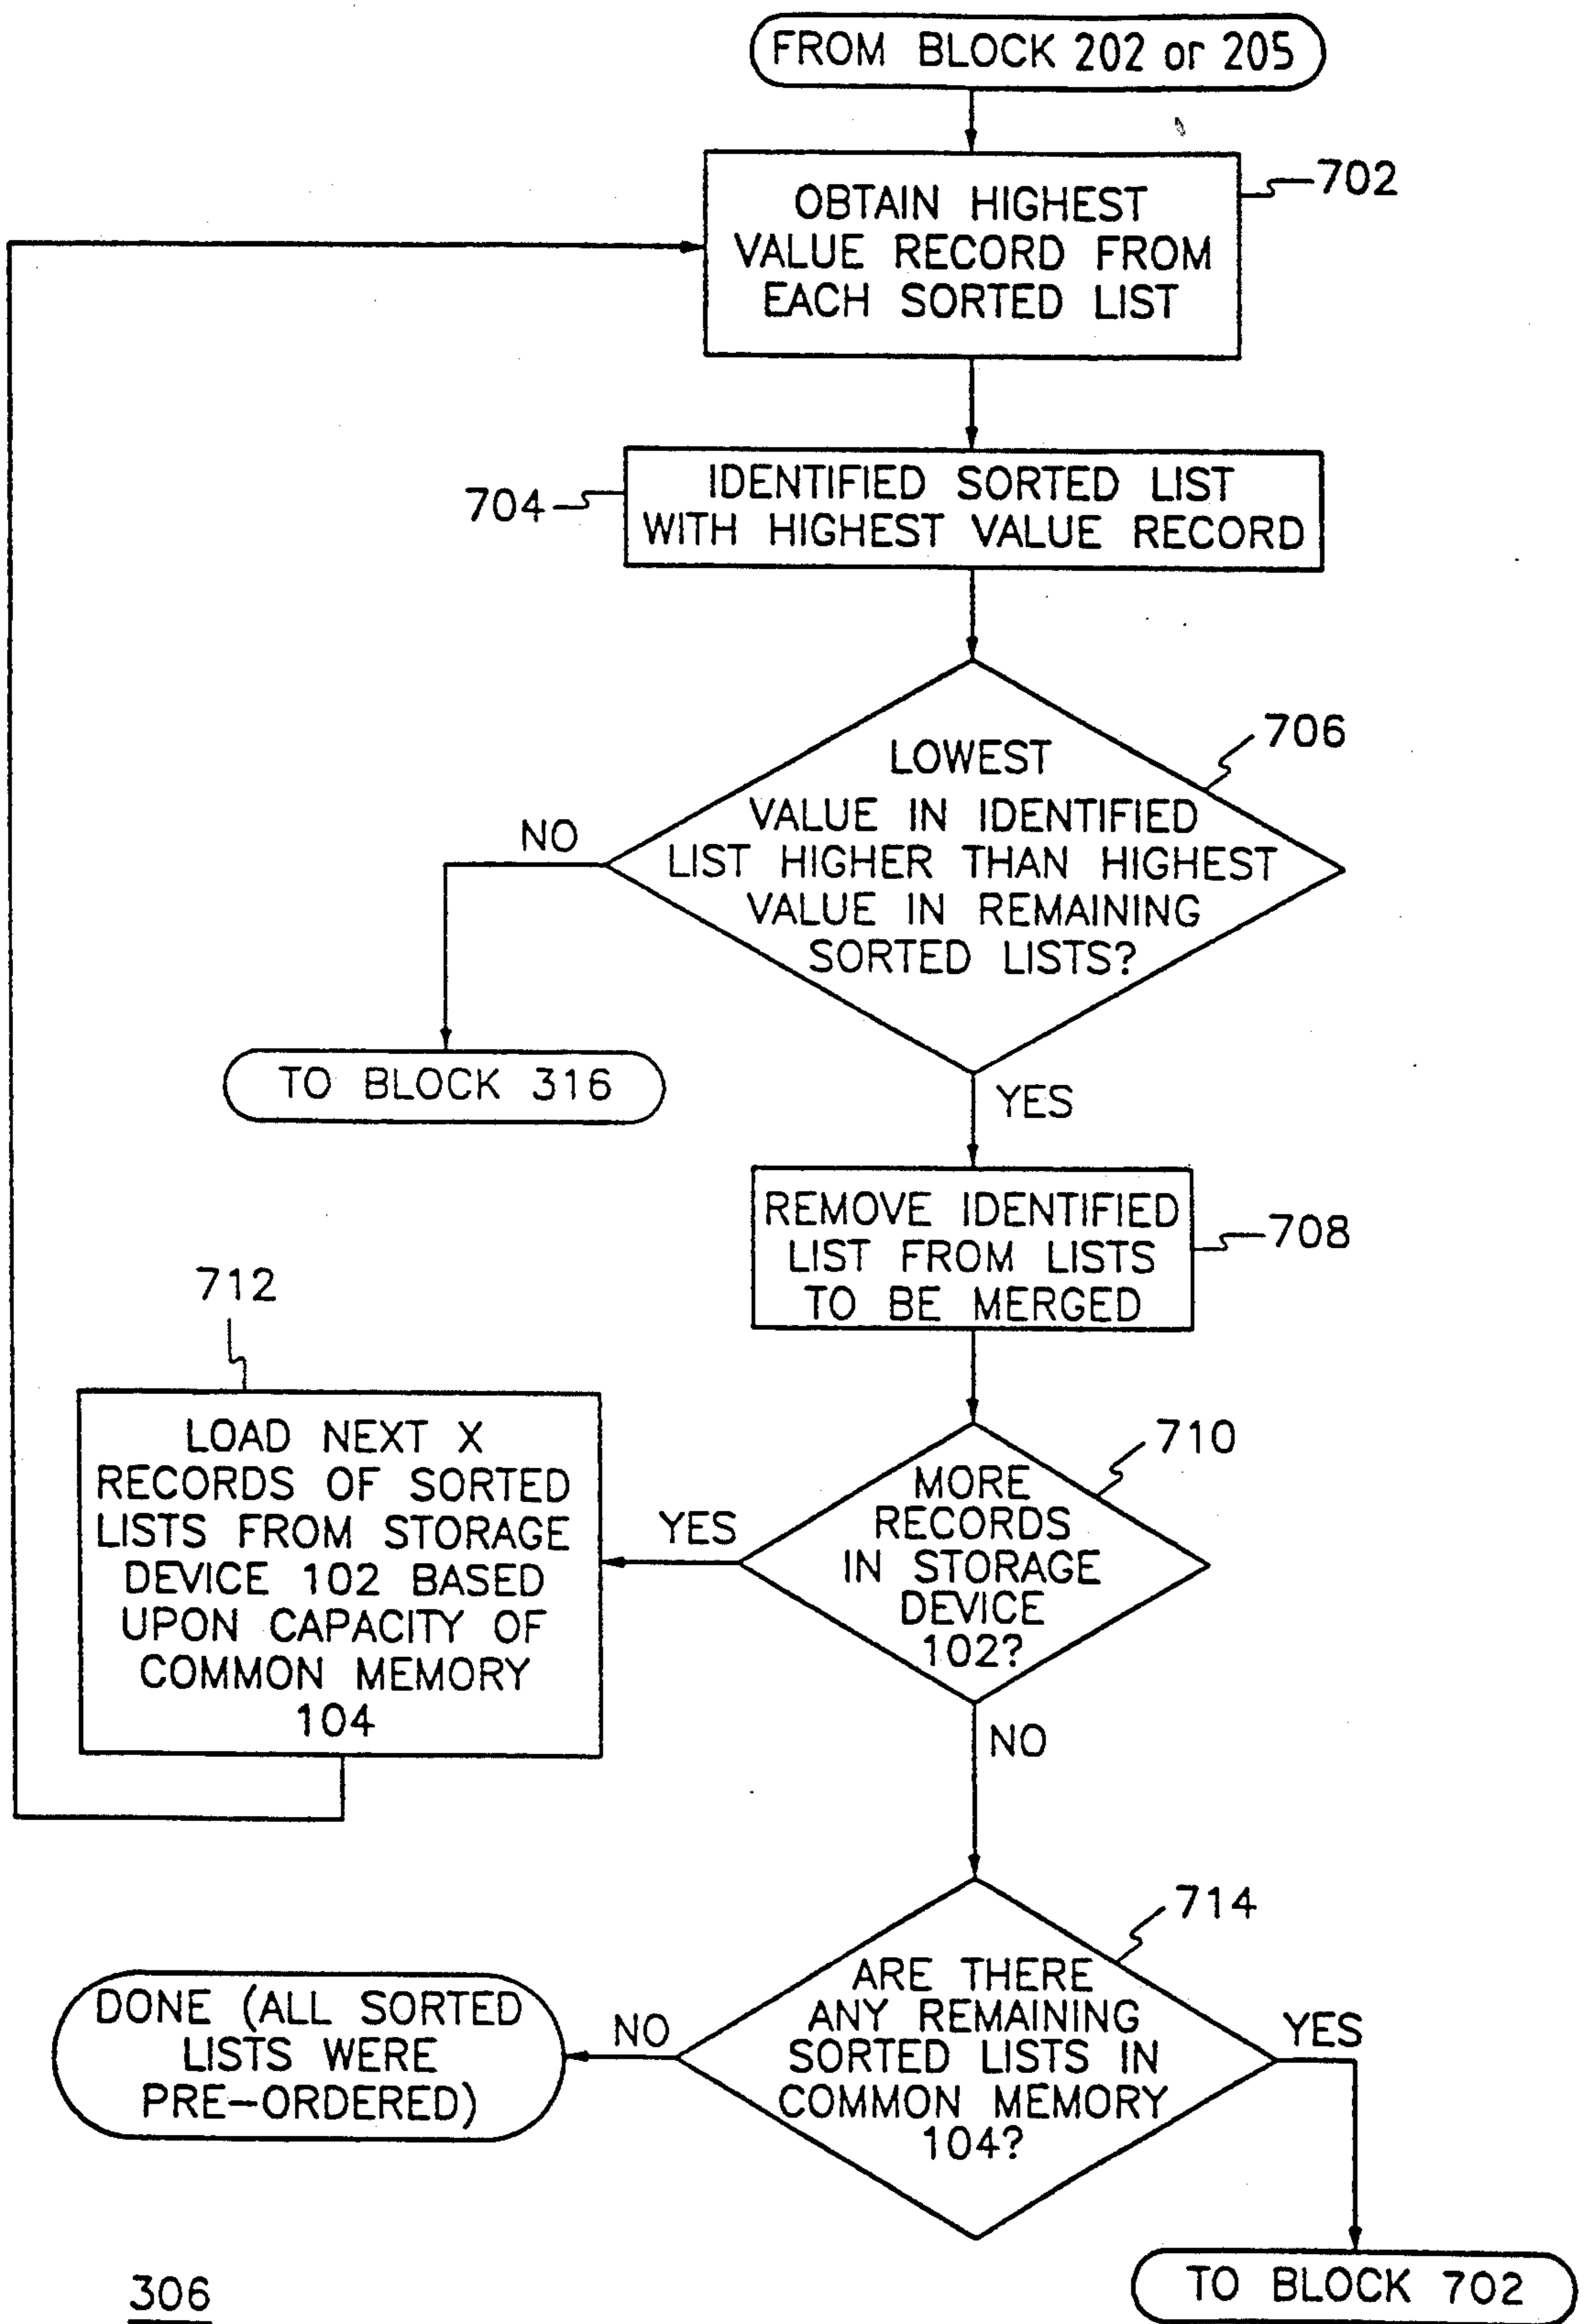 FROM BLOCK 202 or 205
702
OBTAIN HIGHEST
VALUE RECORD FROM
EACH SORTED LIST
704
IDENTIFIED SORTED LIST
WITH HIGHEST VALUE RECORD
706
LOWEST
VALUE IN IDENTIFIED
LIST HIGHER THAN HIGHEST
VALUE IN REMAINING
SORTED LISTS?
NO
TO BLOCK 316
YES
REMOVE IDENTIFIED
LIST FROM LISTS
TO BE MERGED
708
712
LOAD NEXT X
RECORDS OF SORTED
LISTS FROM STORAGE
DEVICE 102 BASED
UPON CAPACITY OF
COMMON MEMORY
104
YES
710
MORE
RECORDS
IN STORAGE
DEVICE
102?
NO
714
ARE THERE
ANY REMAINING
SORTED LISTS IN
COMMON MEMORY
104?
NO
DONE (ALL SORTED
LISTS WERE
PRE-ORDERED)
YES
TO BLOCK 702
306